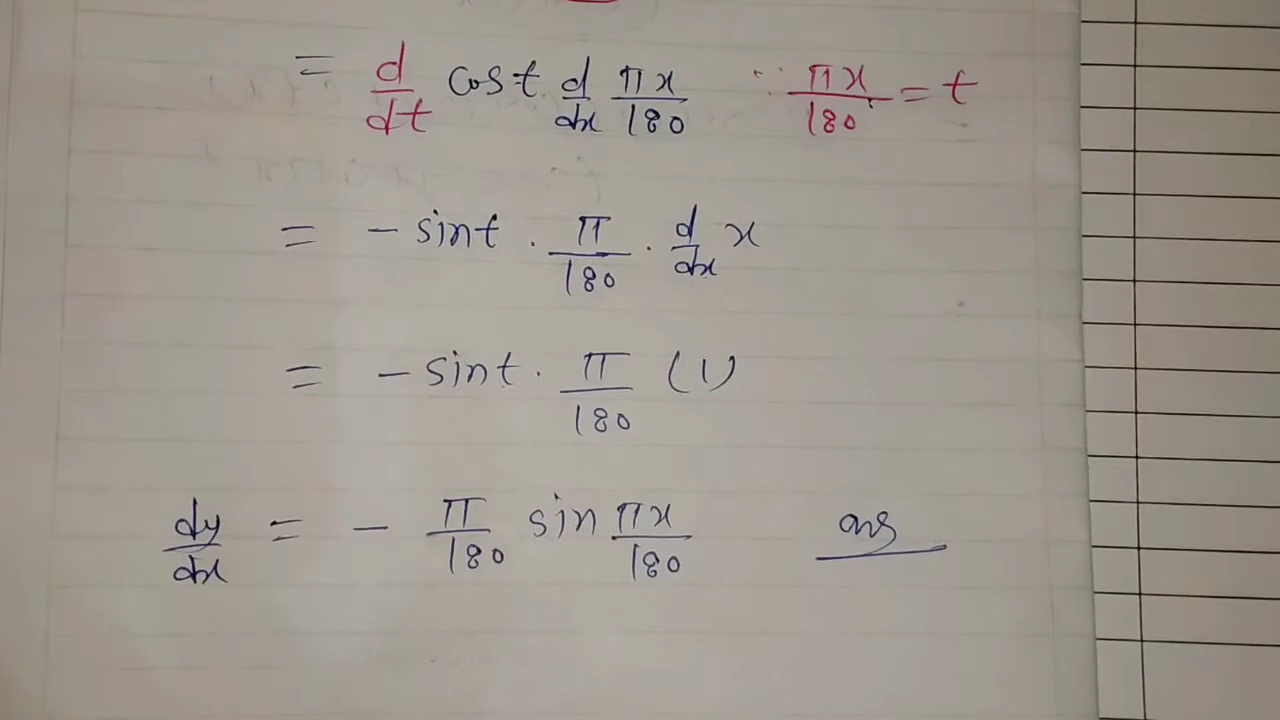 = d/dt cos t d/dx πx/180 ∵ πx/180 = t
= - sin t . π/180 . d/dx x
= - sin t . π/180 (1)
dy/dx = - π/180 sin πx/180 ans